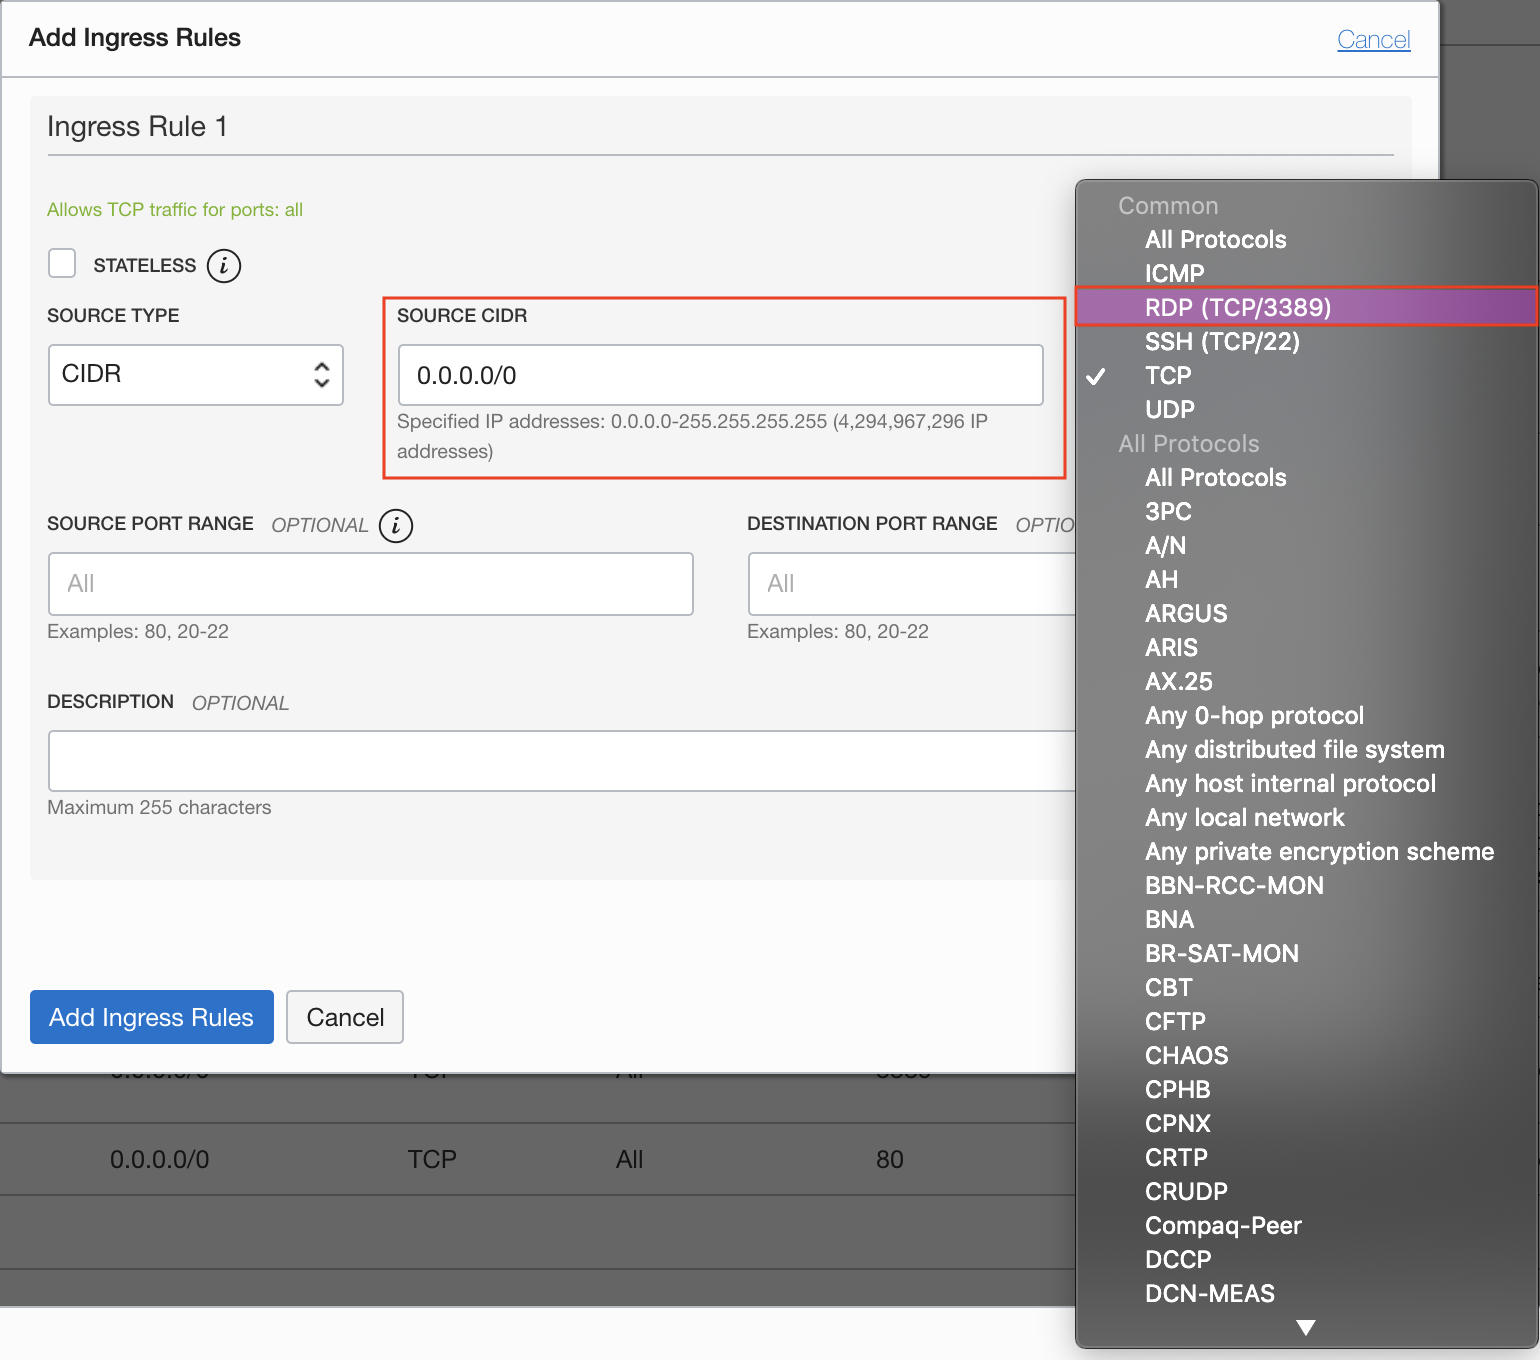 Add Ingress Rules
Cancel
Ingress Rule 1
Allows TCP traffic for ports: all
STATELESS i
SOURCE TYPE
CIDR
SOURCE CIDR
0.0.0.0/0
Specified IP addresses: 0.0.0.0-255.255.255.255 (4,294,967,296 IP
addresses)
SOURCE PORT RANGE OPTIONAL i
All
Examples: 80, 20-22
DESTINATION PORT RANGE OPTIO
All
Examples: 80, 20-22
DESCRIPTION OPTIONAL
Maximum 255 characters
Add Ingress Rules
Cancel
0.0.0.0/0 TCP All 80
Common
All Protocols
ICMP
RDP (TCP/3389)
SSH (TCP/22)
TCP
UDP
All Protocols
All Protocols
3PC
A/N
AH
ARGUS
ARIS
AX.25
Any 0-hop protocol
Any distributed file system
Any host internal protocol
Any local network
Any private encryption scheme
BBN-RCC-MON
BNA
BR-SAT-MON
CBT
CFTP
CHAOS
CPHB
CPNX
CRTP
CRUDP
Compaq-Peer
DCCP
DCN-MEAS